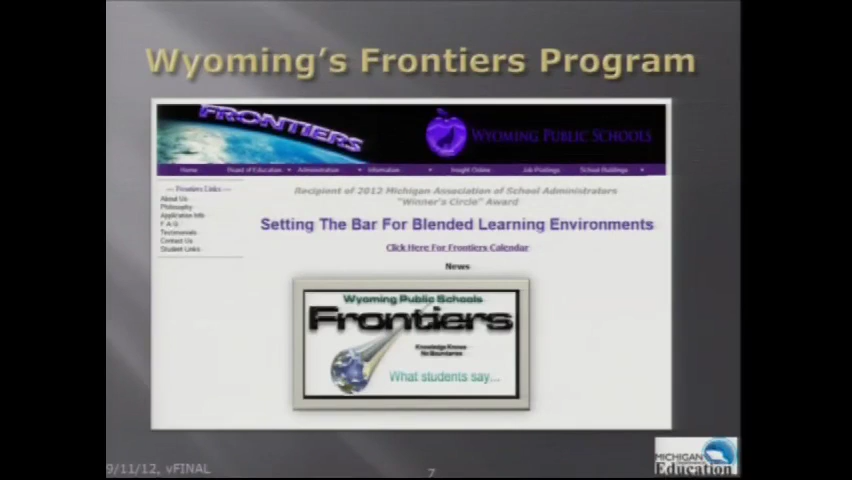 Wyoming's Frontiers Program
FRONTIERS
WYOMING PUBLIC SCHOOLS
Home Board of Education Administration Information Insight Online Job Postings School Buildings
--- Frontiers Links ---
About Us
Philosophy
Application Info
F.A.Q.
Testimonials
Contact Us
Student Links
Recipient of 2012 Michigan Association of School Administrators
"Winner's Circle" Award
Setting The Bar For Blended Learning Environments
Click Here For Frontiers Calendar
News
Wyoming Public Schools
Frontiers
Knowledge Knows
No Boundaries
What students say...
9/11/12, vFINAL
7
MICHIGAN
Education